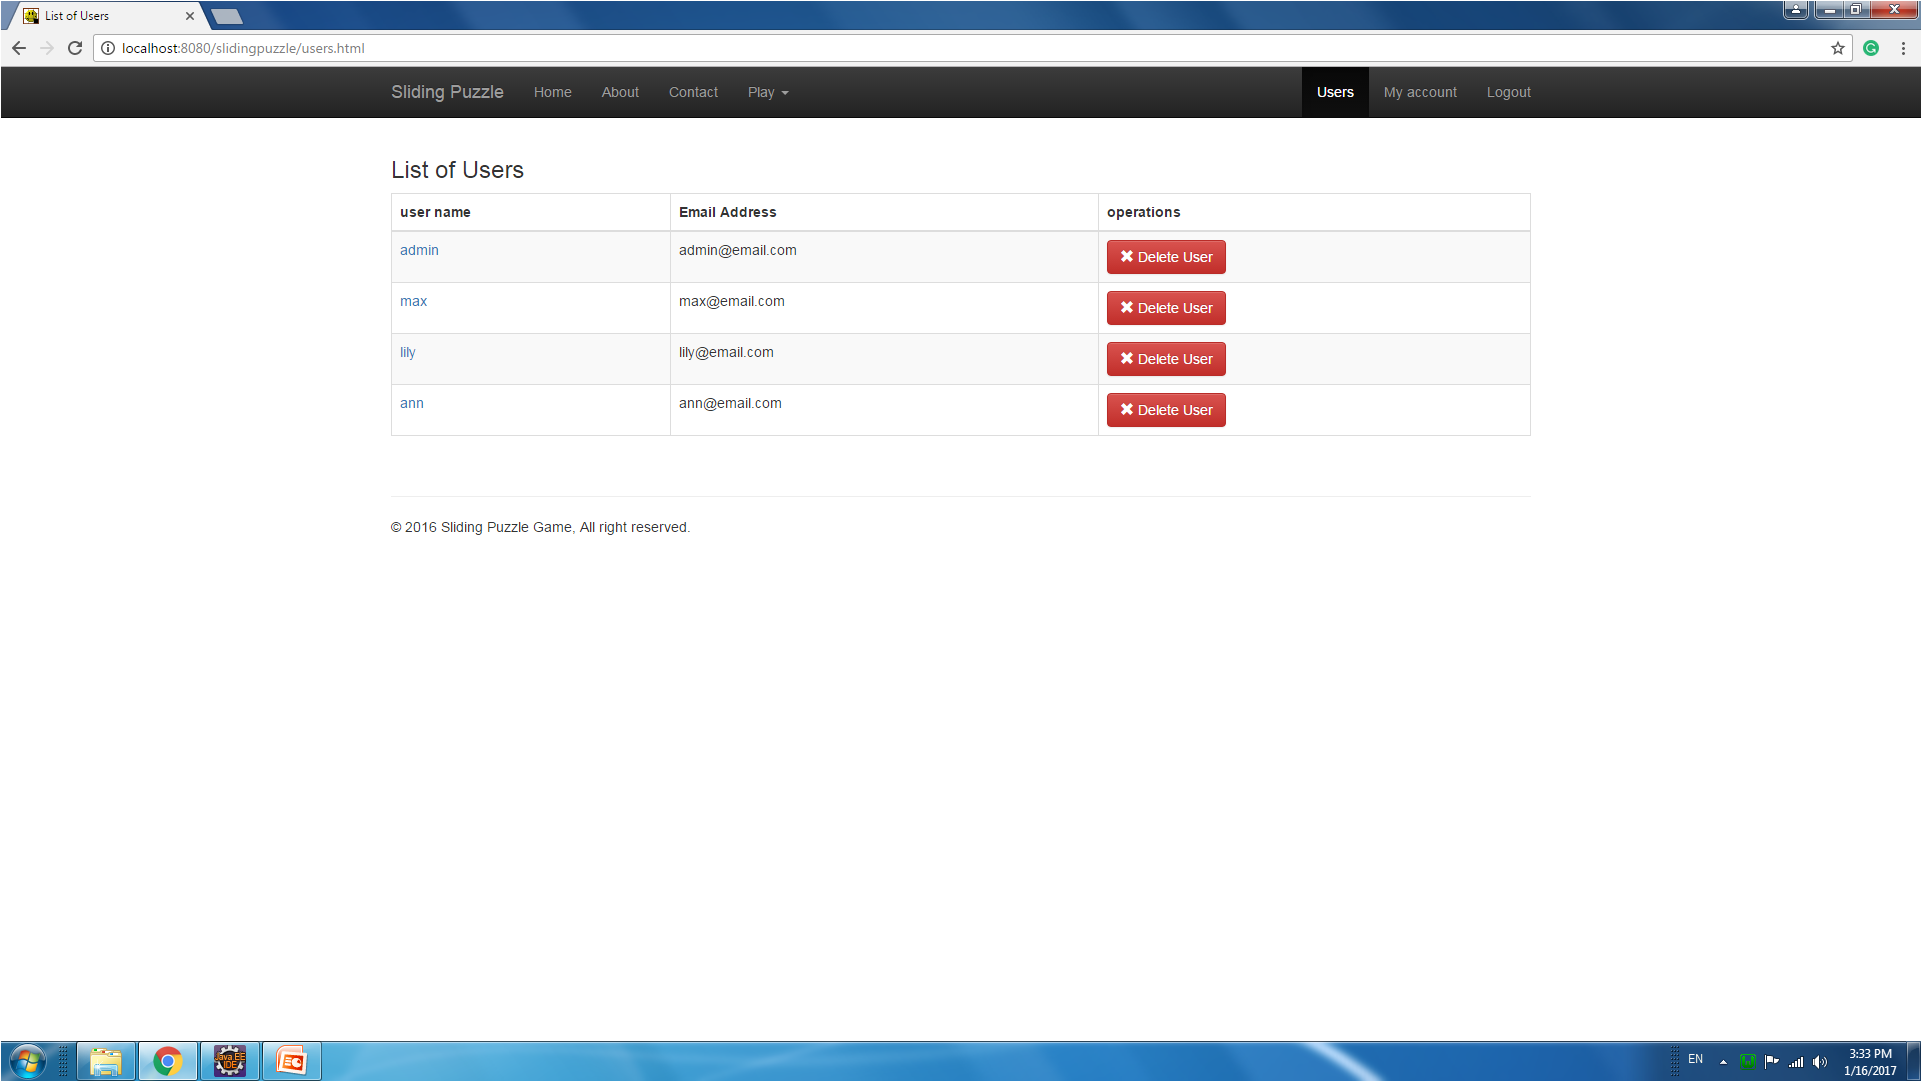 List of Users
localhost:8080/slidingpuzzle/users.html
Sliding Puzzle Home About Contact Play Users My account Logout
List of Users
user name Email Address operations
admin admin@email.com Delete User
max max@email.com Delete User
lily lily@email.com Delete User
ann ann@email.com Delete User
© 2016 Sliding Puzzle Game, All right reserved.
Java EE
IDE
EN
3:33 PM
1/16/2017